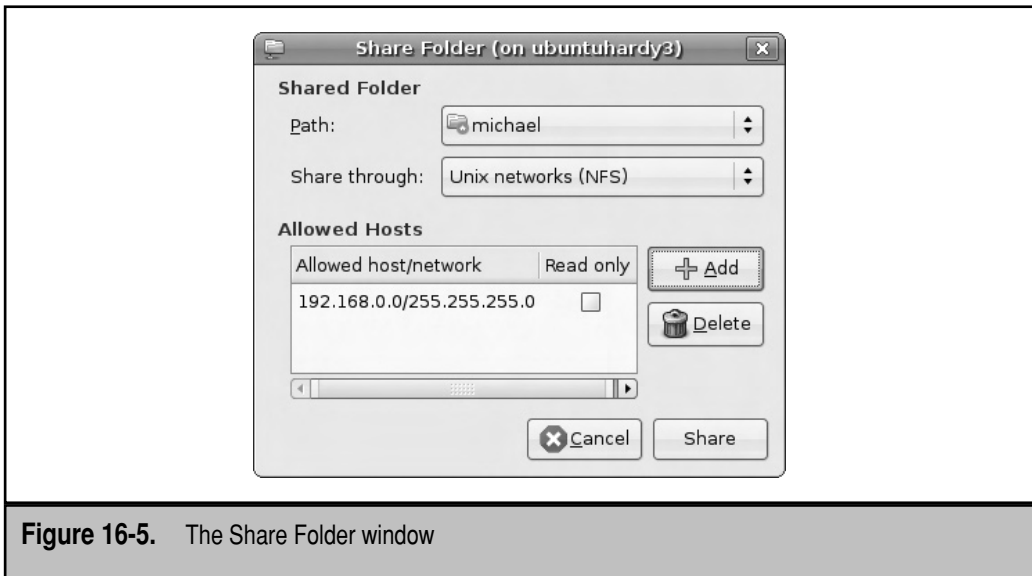 Share Folder (on ubuntuhardy3)
Shared Folder
Path: michael
Share through: Unix networks (NFS)
Allowed Hosts
Allowed host/network Read only
192.168.0.0/255.255.255.0
Add
Delete
Cancel Share
Figure 16-5. The Share Folder window